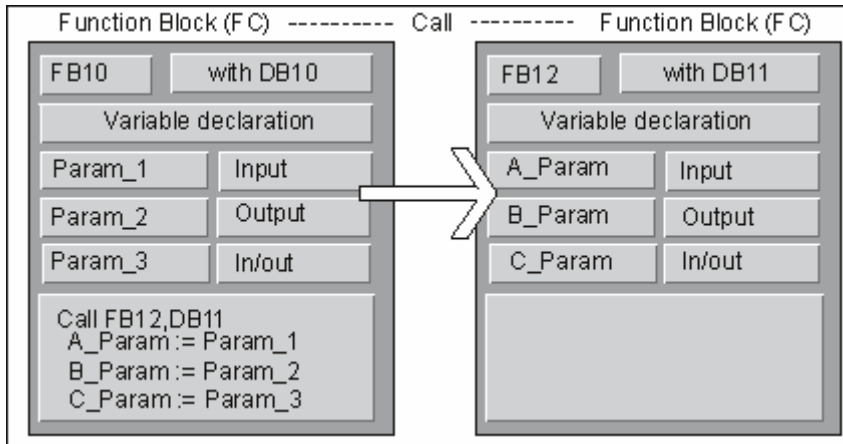 Function Block (FC) ---------- Call ---------- Function Block (FC)
FB10
with DB10
Variable declaration
Param_1
Input
Param_2
Output
Param_3
In/out
Call FB12,DB11
A_Param := Param_1
B_Param := Param_2
C_Param := Param_3
FB12
with DB11
Variable declaration
A_Param
Input
B_Param
Output
C_Param
In/out